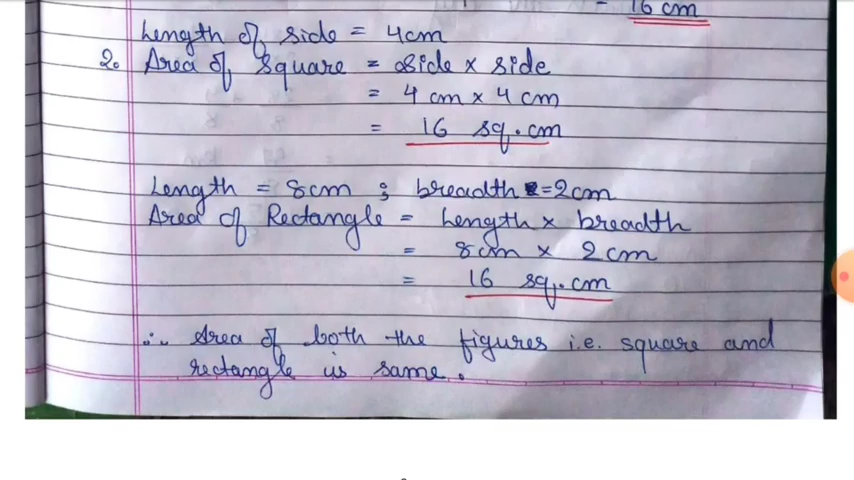 = 16 cm
Length of side = 4cm
2. Area of square = side × side
= 4 cm × 4 cm
= 16 sq.cm
Length = 8cm ; breadth = 2cm
Area of Rectangle = Length × breadth
= 8cm × 2cm
= 16 sq.cm
∴ Area of both the figures i.e. square and
rectangle is same.